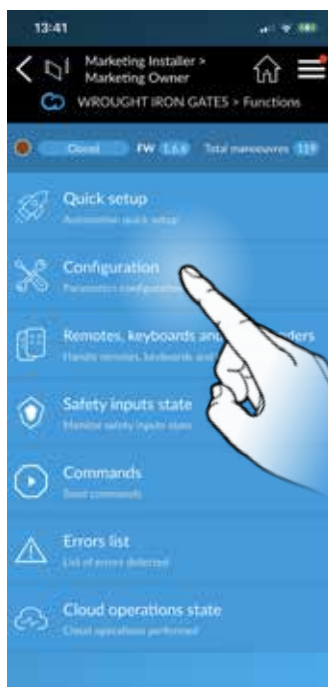 13:41
Marketing Installer >
Marketing Owner
WROUGHT IRON GATES > Functions
Closed FW 1.6.6 Total manoeuvres 119
Quick setup
Automation quick setup
Configuration
Parameters configuration
Remotes, keyboards an
Handle remotes, keyboards and
Safety inputs state
Monitor safety inputs state
Commands
Send commands
Errors list
List of errors detected
Cloud operations state
Cloud operations performed